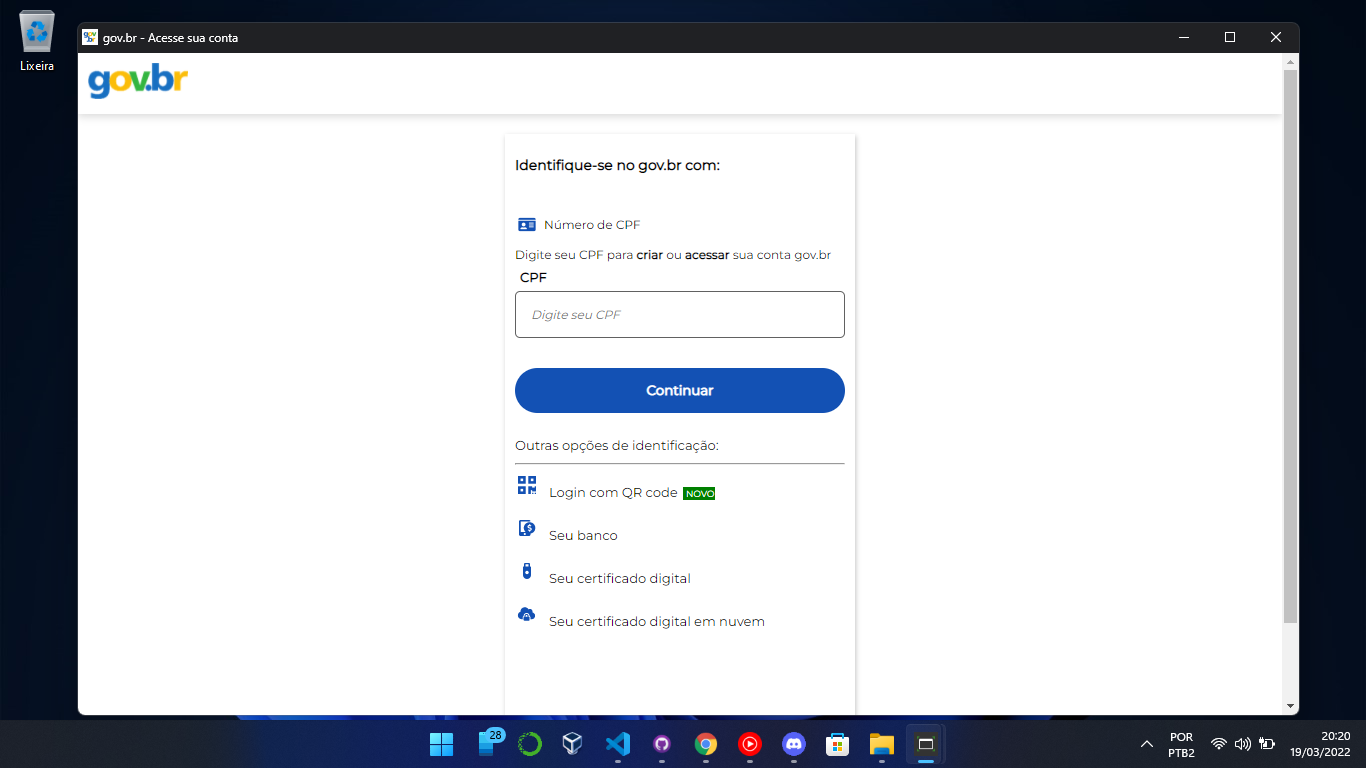 Lixeira
gov.br - Acesse sua conta
gov.br
Identifique-se no gov.br com:
Número de CPF
Digite seu CPF para criar ou acessar sua conta gov.br
CPF
Digite seu CPF
Continuar
Outras opções de identificação:
Login com QR code NOVO
Seu banco
Seu certificado digital
Seu certificado digital em nuvem
28
POR
PTB2
20:20
19/03/2022